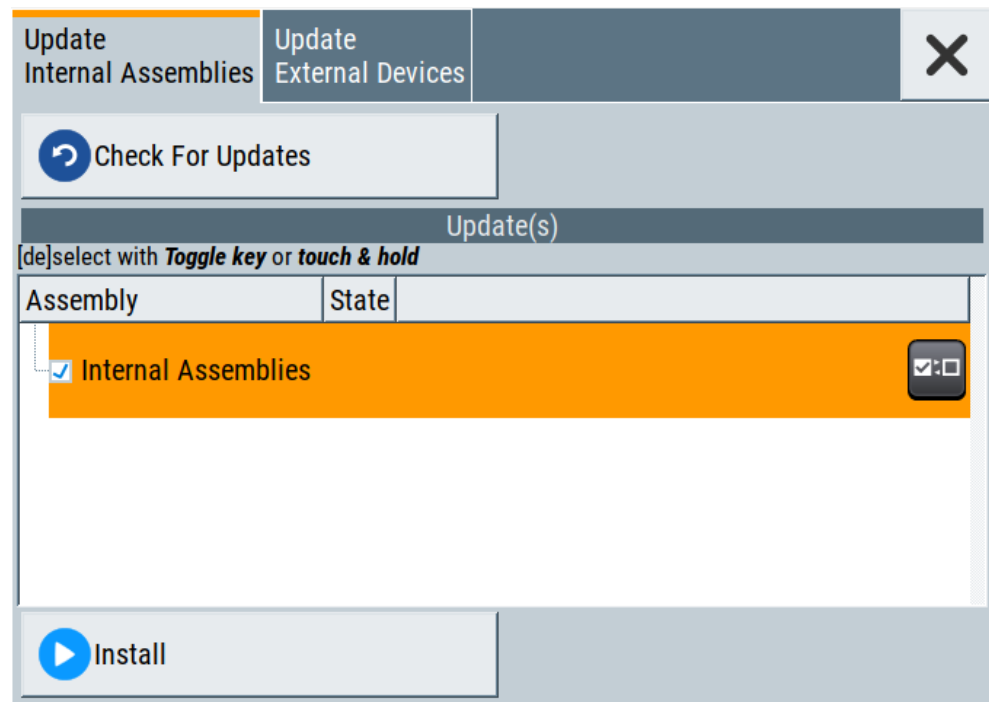 Update
Internal Assemblies
Update
External Devices
Check For Updates
Update(s)
[de]select with Toggle key or touch & hold
Assembly State
Internal Assemblies
Install